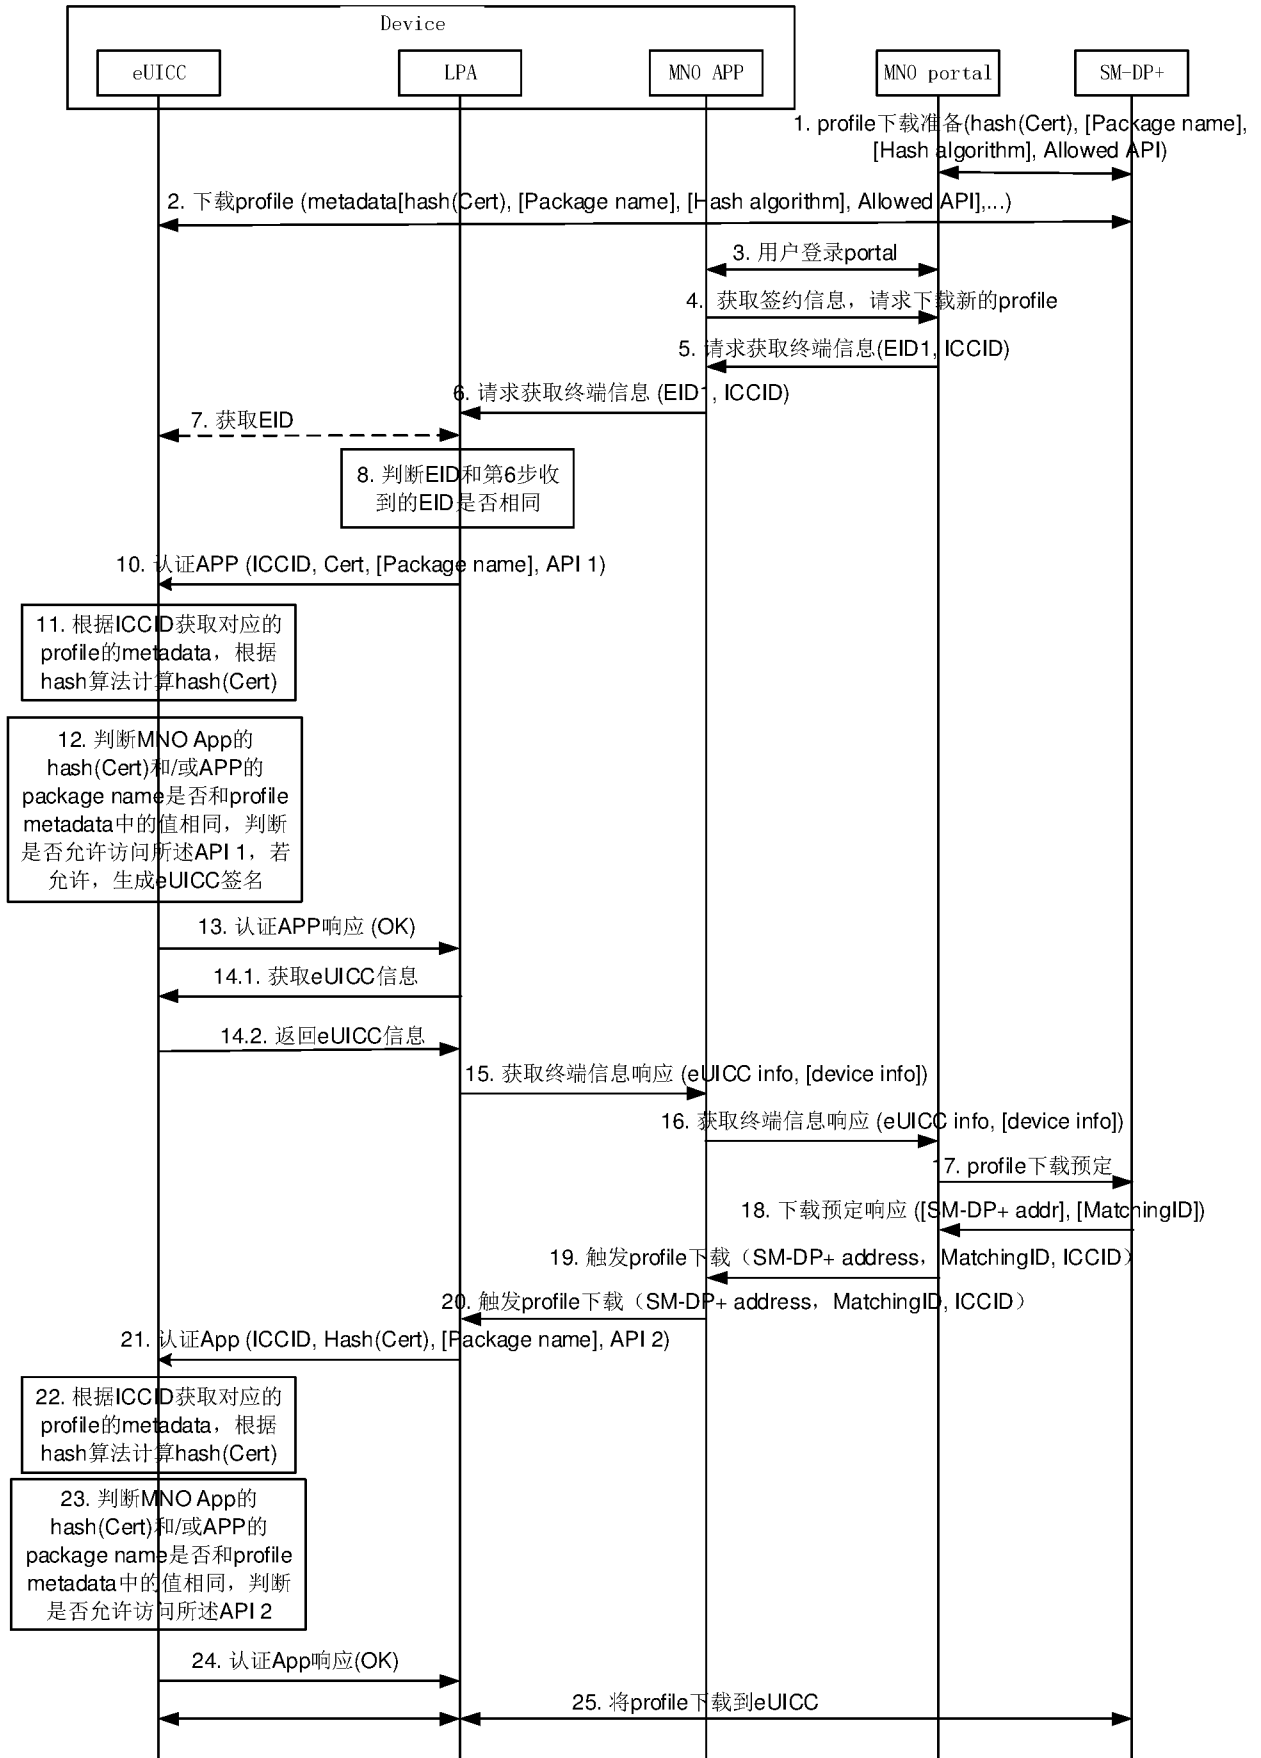 Device
eUICC
LPA
MNO APP
MNO portal
SM-DP+
1. profile下载准备(hash(Cert), [Package name],
[Hash algorithm], Allowed API)
2. 下载profile (metadata[hash(Cert), [Package name], [Hash algorithm], Allowed API],...)
3. 用户登录portal
4. 获取签约信息，请求下载新的profile
5. 请求获取终端信息(EID1, ICCID)
6. 请求获取终端信息 (EID1, ICCID)
7. 获取EID
8. 判断EID和第6步收
到的EID是否相同
10. 认证APP (ICCID, Cert, [Package name], API 1)
11. 根据ICCID获取对应的
profile的metadata，根据
hash算法计算hash(Cert)
12. 判断MNO App的
hash(Cert)和/或APP的
package name是否和profile
metadata中的值相同，判断
是否允许访问所述API 1，若
允许，生成eUICC签名
13. 认证APP响应 (OK)
14.1. 获取eUICC信息
14.2. 返回eUICC信息
15. 获取终端信息响应 (eUICC info, [device info])
16. 获取终端信息响应 (eUICC info, [device info])
17. profile下载预定
18. 下载预定响应 ([SM-DP+ addr], [MatchingID])
19. 触发profile下载（SM-DP+ address，MatchingID, ICCID）
20. 触发profile下载（SM-DP+ address，MatchingID, ICCID）
21. 认证App (ICCID, Hash(Cert), [Package name], API 2)
22. 根据ICCID获取对应的
profile的metadata，根据
hash算法计算hash(Cert)
23. 判断MNO App的
hash(Cert)和/或APP的
package name是否和profile
metadata中的值相同，判断
是否允许访问所述API 2
24. 认证App响应(OK)
25. 将profile下载到eUICC